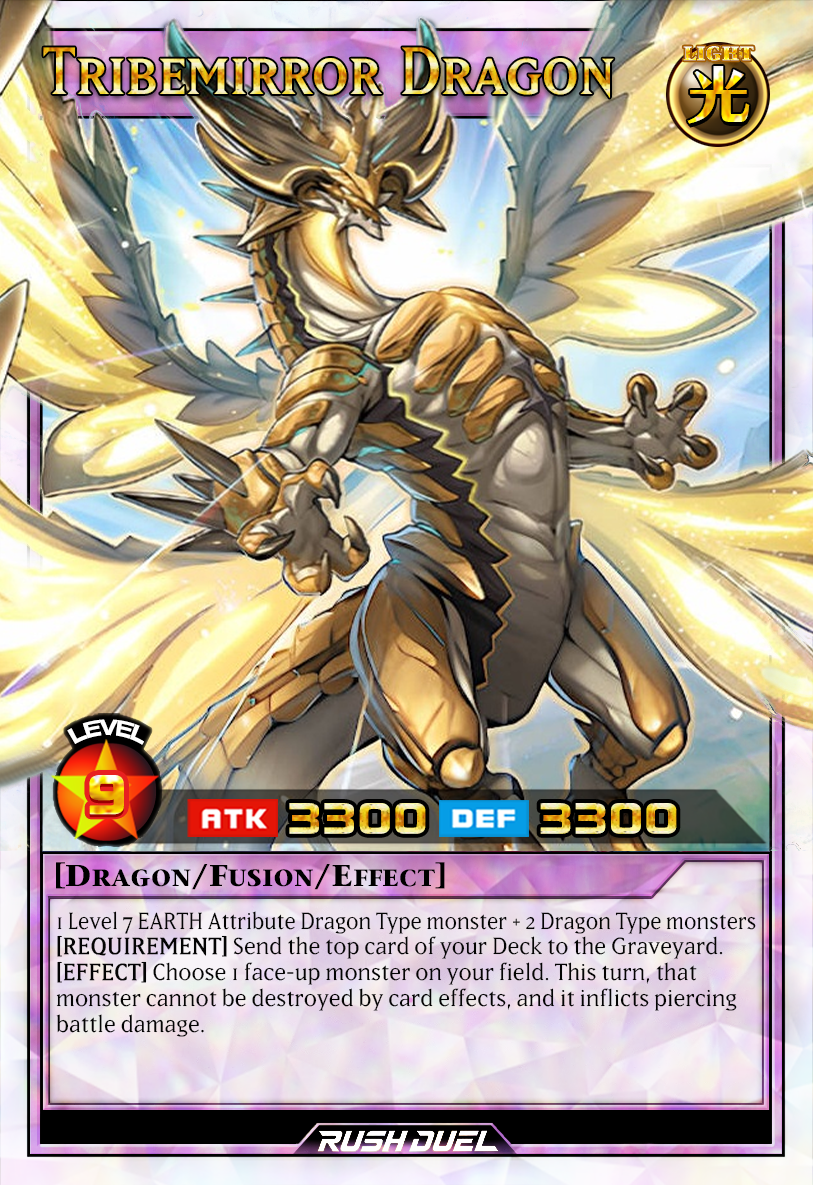 Tribemirror Dragon
LIGHT
光
LEVEL
9
ATK 3300 DEF 3300
[Dragon/Fusion/Effect]
1 Level 7 EARTH Attribute Dragon Type monster + 2 Dragon Type monsters
[REQUIREMENT] Send the top card of your Deck to the Graveyard.
[EFFECT] Choose 1 face-up monster on your field. This turn, that
monster cannot be destroyed by card effects, and it inflicts piercing
battle damage.
RUSH DUEL